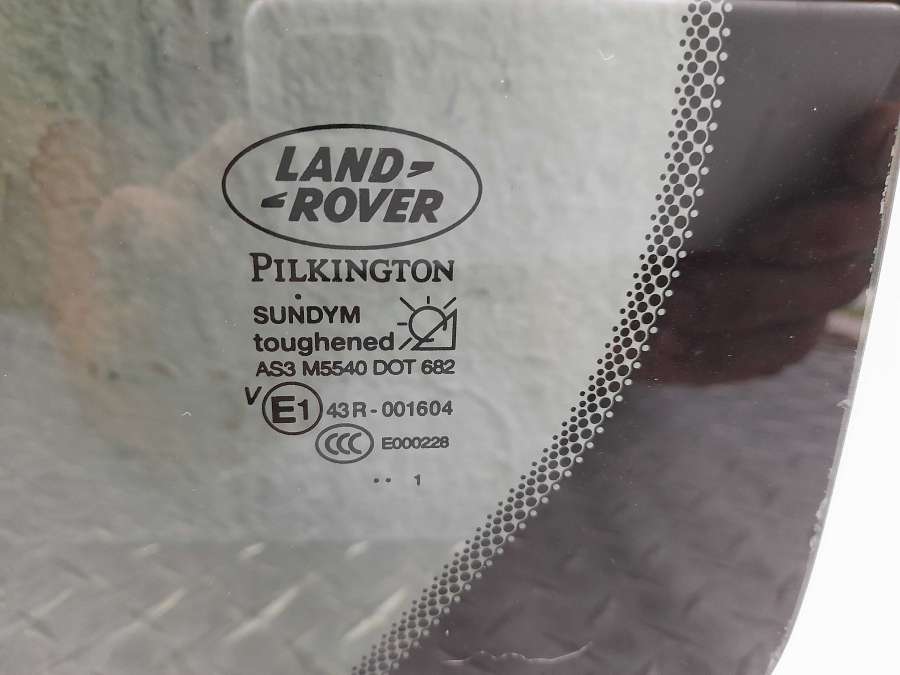 LAND
ROVER
PILKINGTON
SUNDYM
toughened
AS3 M5540 DOT 682
V E1 43R-001604
CCC E000228
.. 1